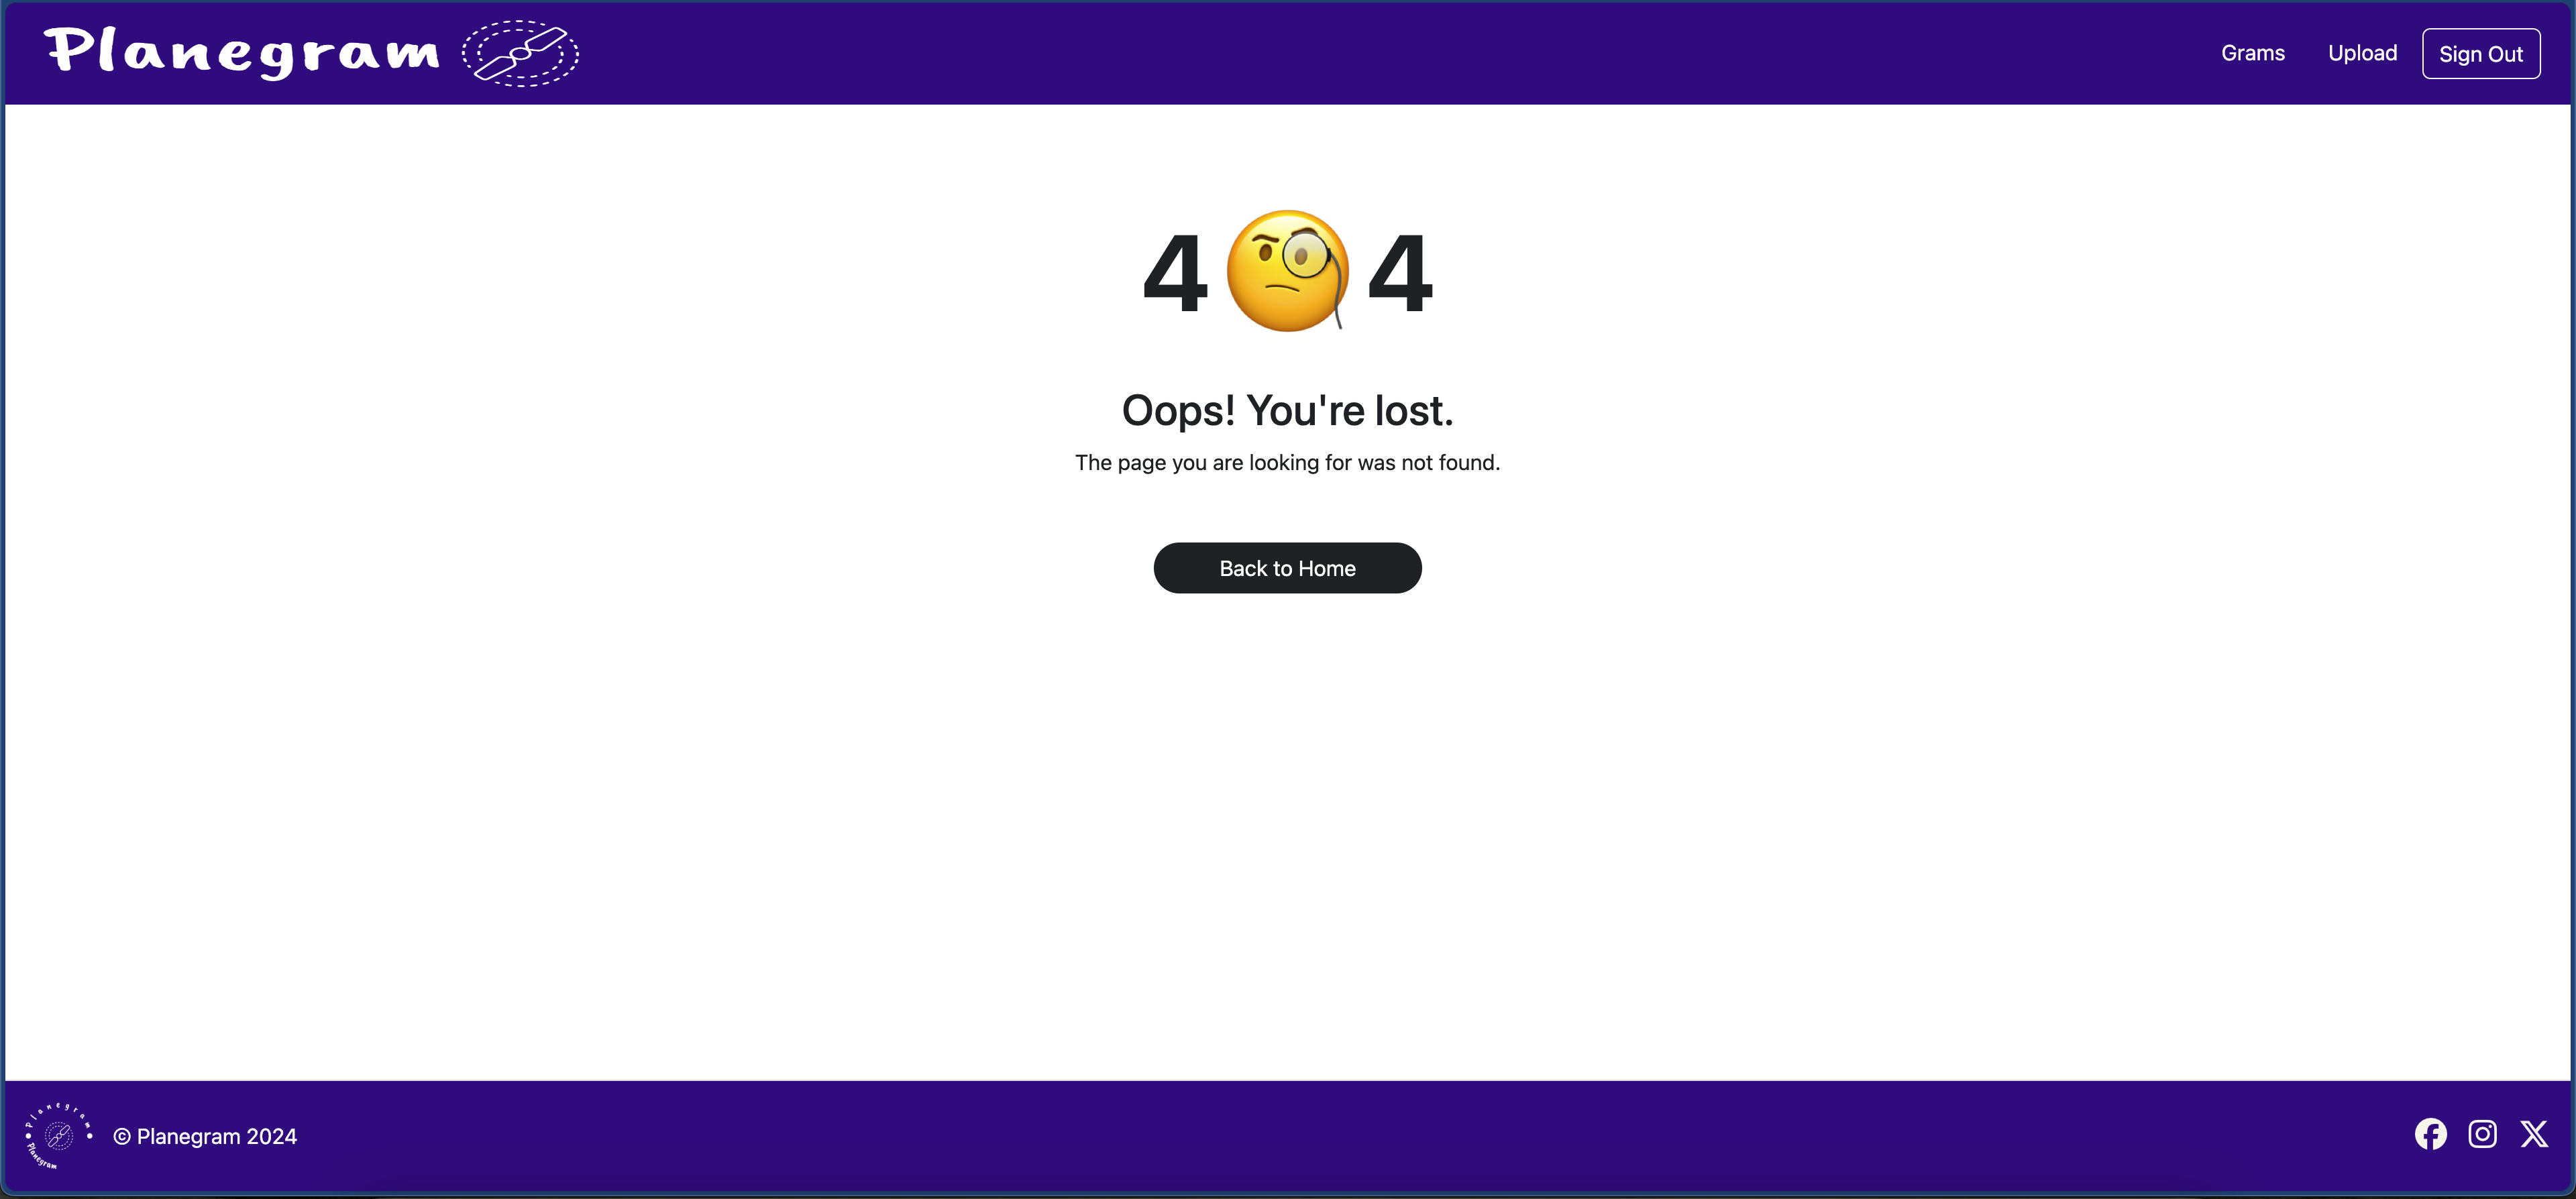 Planegram
Grams Upload Sign Out
4 4
Oops! You're lost.
The page you are looking for was not found.
Back to Home
Planegram
Planegram
© Planegram 2024